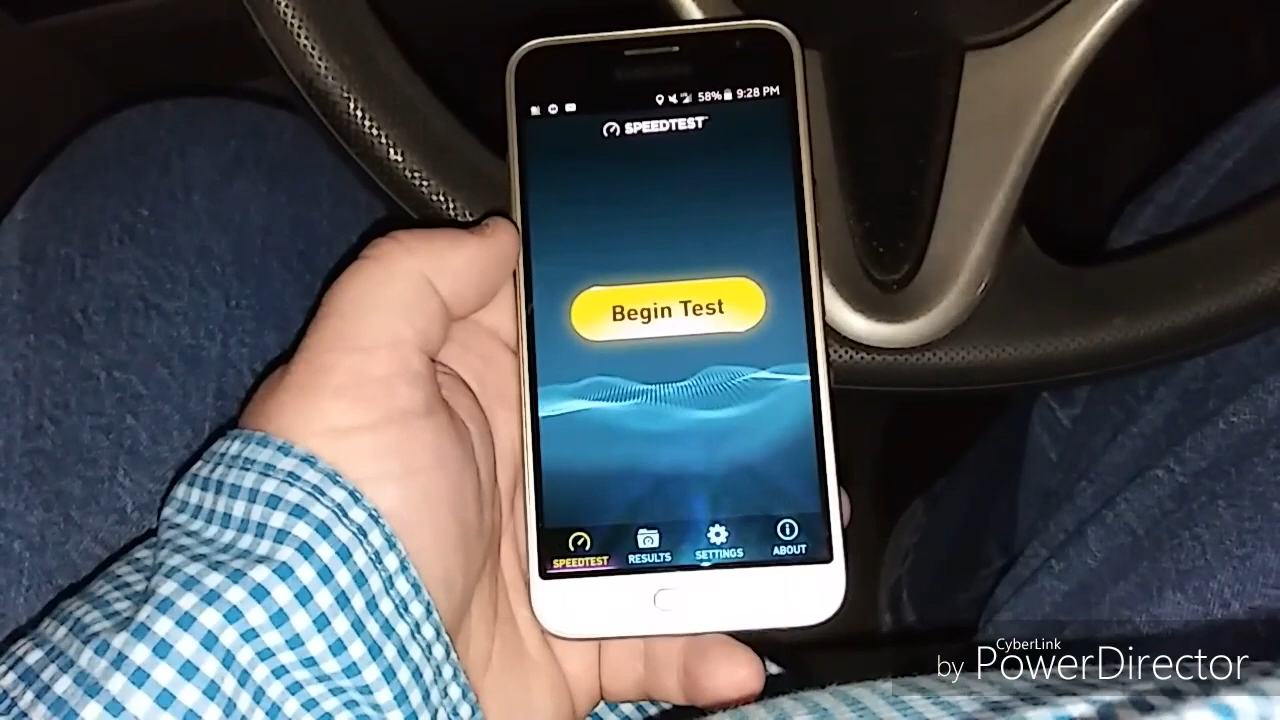 58% 9:28 PM
SPEEDTEST
Begin Test
SPEEDTEST RESULTS SETTINGS ABOUT
CyberLink
by PowerDirector